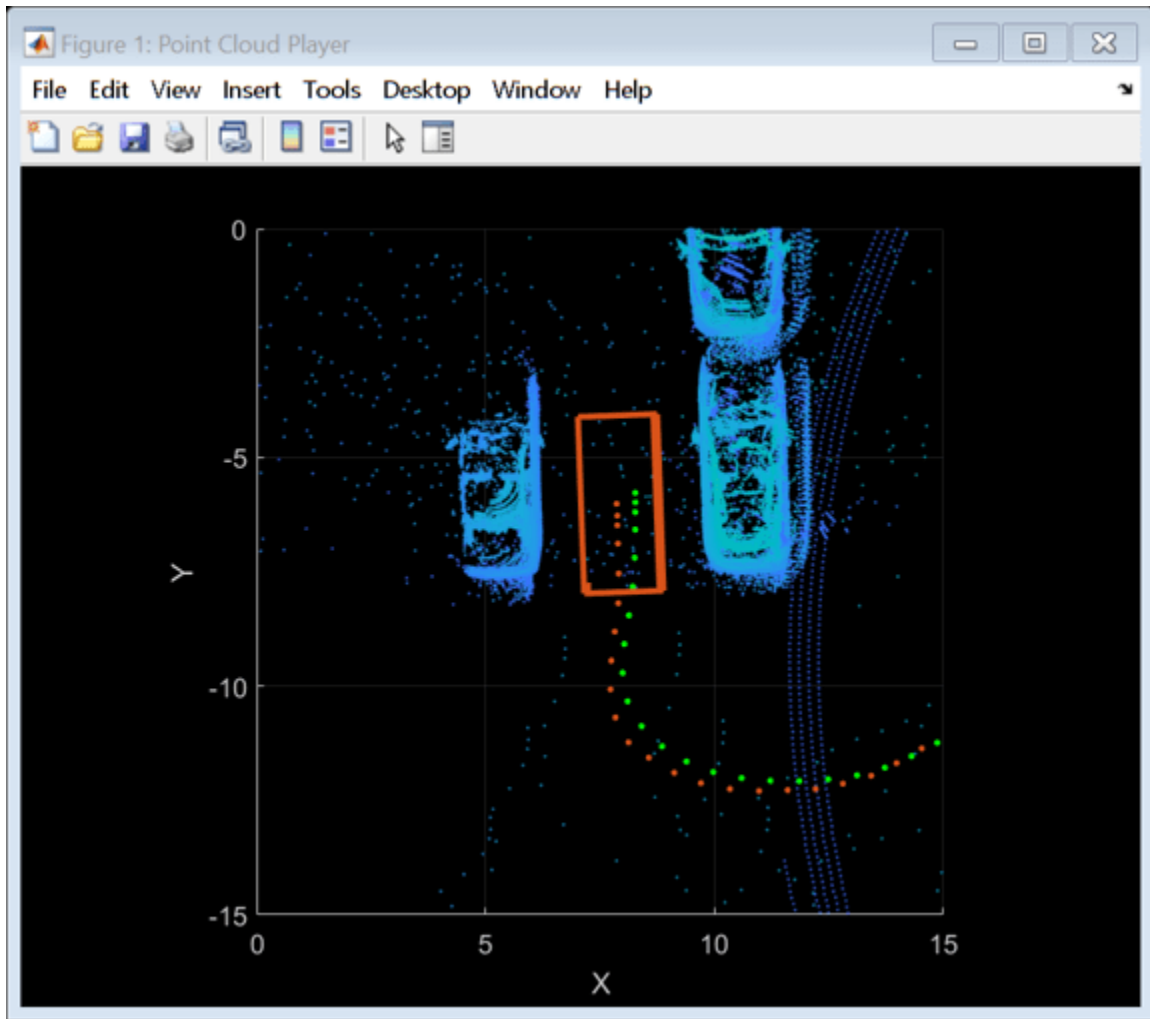 Figure 1: Point Cloud Player
File Edit View Insert Tools Desktop Window Help
0
-5
Y
-10
-15
0 5 10 15
X